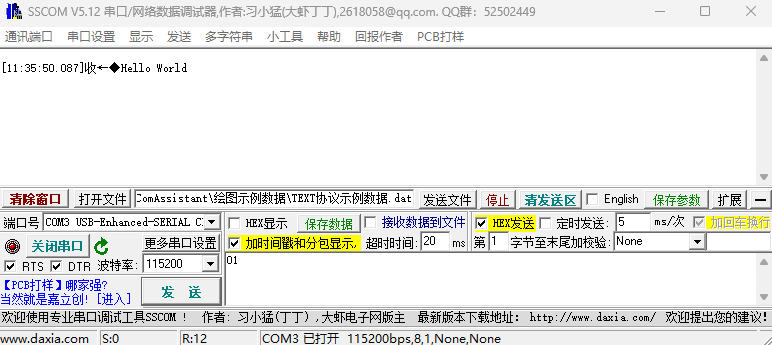 SSCOM V5.12 串口/网络数据调试器,作者:习小猛(大虾丁丁),2618058@qq.com. QQ群: 52502449
通讯端口 串口设置 显示 发送 多字符串 小工具 帮助 回报作者 PCB打样
[11:35:50.087]收←◆Hello World
清除窗口 打开文件 ComAssistant\绘图示例数据\TEXT协议示例数据.dat 发送文件 停止 清发送区 English 保存参数 扩展 —
端口号 COM3 USB-Enhanced-SERIAL C HEX显示 保存数据 接收数据到文件 HEX发送 定时发送: 5 ms/次 加回车换行
关闭串口 更多串口设置 加时间戳和分包显示, 超时时间: 20 ms 第 1 字节 至 末尾 加校验: None
RTS DTR 波特率: 115200 01
【PCB打样】哪家强?
当然就是嘉立创! [进入] 发 送
欢迎使用专业串口调试工具SSCOM ! 作者: 习小猛(丁丁) ,大虾电子网版主 最新版本下载地址: http://www.daxia.com/ 欢迎提出您的建议!
www.daxia.com S:0 R:12 COM3 已打开 115200bps,8,1,None,None